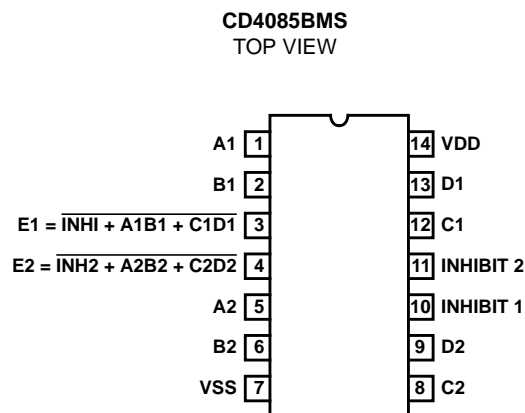 CD4085BMS
TOP VIEW
A1 1
B1 2
E1 = INHI + A1B1 + C1D1 3
E2 = INH2 + A2B2 + C2D2 4
A2 5
B2 6
VSS 7
14 VDD
13 D1
12 C1
11 INHIBIT 2
10 INHIBIT 1
9 D2
8 C2